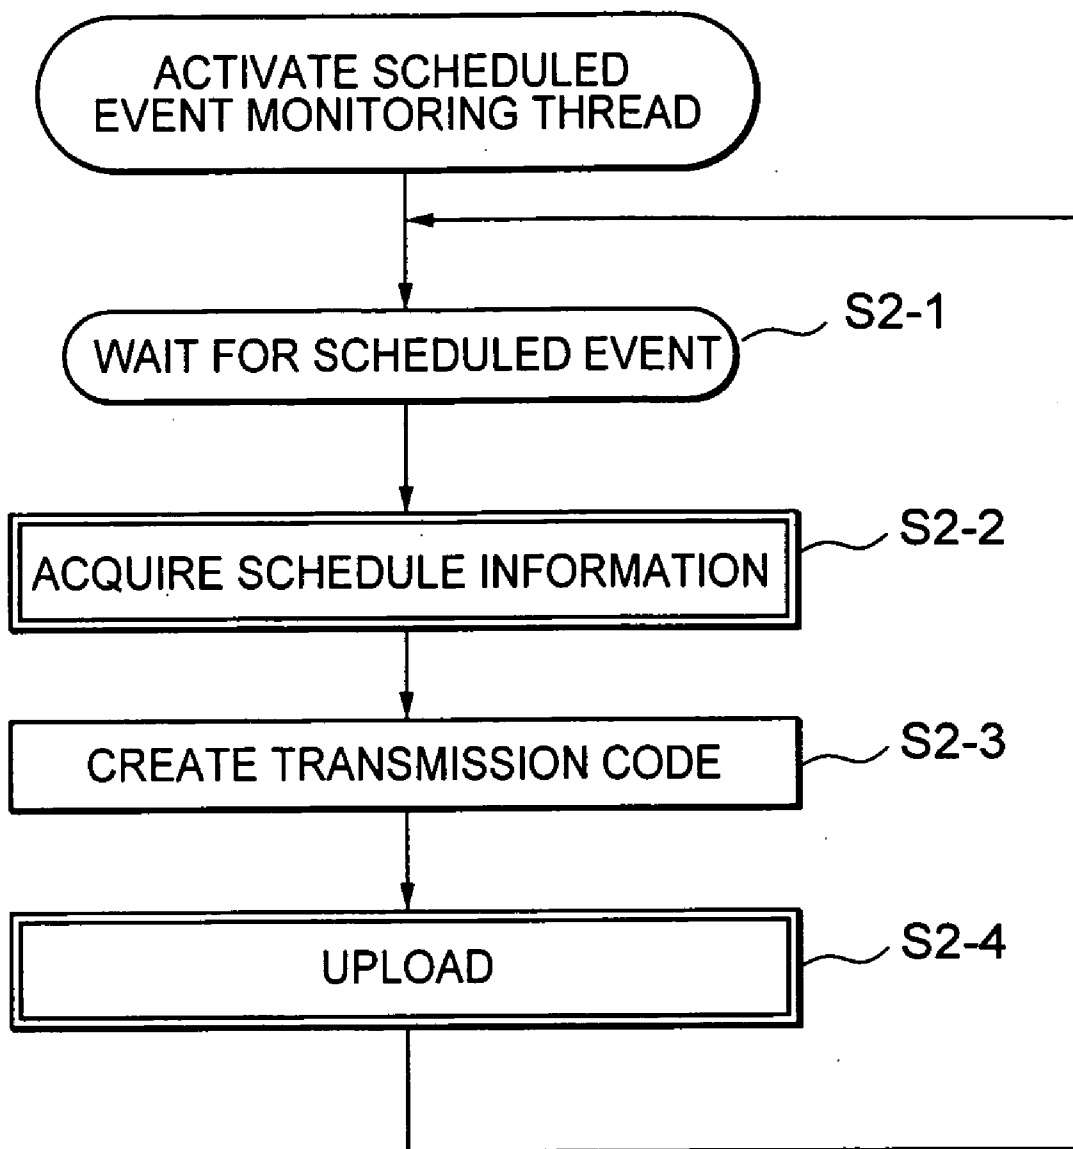 ACTIVATE SCHEDULED
EVENT MONITORING THREAD
WAIT FOR SCHEDULED EVENT
S2-1
ACQUIRE SCHEDULE INFORMATION
S2-2
CREATE TRANSMISSION CODE
S2-3
UPLOAD
S2-4